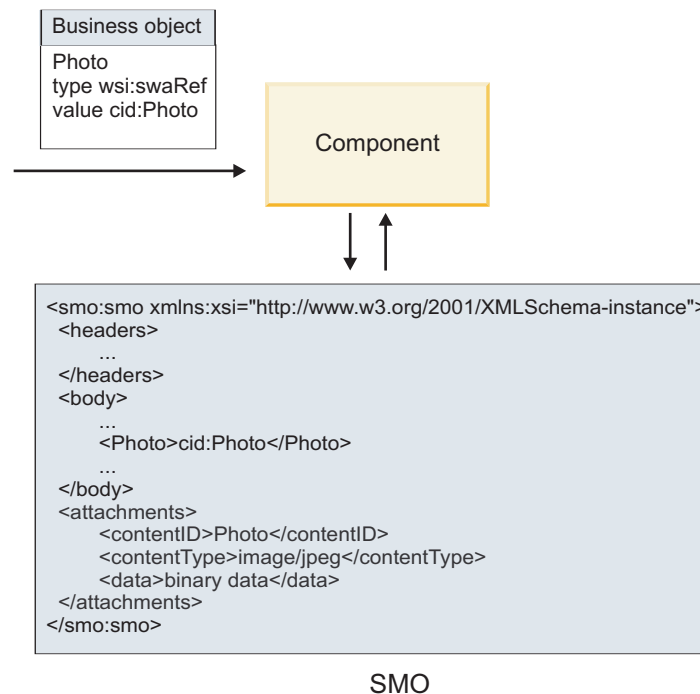 Business object
Photo
type wsi:swaRef
value cid:Photo
Component
<smo:smo xmlns:xsi="http://www.w3.org/2001/XMLSchema-instance">
<headers>
...
</headers>
<body>
...
<Photo>cid:Photo</Photo>
...
</body>
<attachments>
<contentID>Photo</contentID>
<contentType>image/jpeg</contentType>
<data>binary data</data>
</attachments>
</smo:smo>
SMO